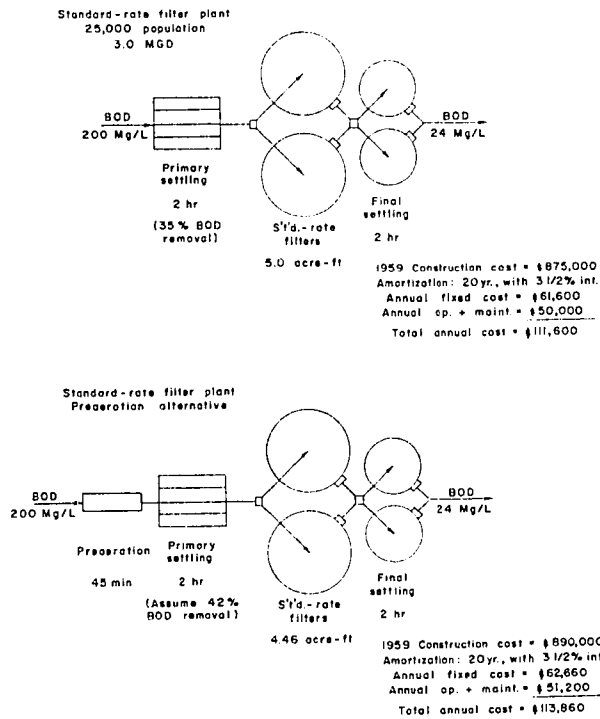 Standard-rate filter plant
25,000 population
3.0 MGD
BOD
200 Mg/L
BOD
24 Mg/L
Primary
settling
2 hr
(35% BOD
removal)
S't'd.-rate
filters
5.0 acre-ft
Final
settling
2 hr
1959 Construction cost = $875,000
Amortization: 20 yr., with 3 1/2% int.
Annual fixed cost = $61,600
Annual op. + maint. = $50,000
Total annual cost = $111,600
Standard-rate filter plant
Preaeration alternative
BOD
200 Mg/L
BOD
24 Mg/L
Preaeration
45 min
Primary
settling
2 hr
(Assume 42%
BOD removal)
S't'd.-rate
filters
4.46 acre-ft
Final
settling
2 hr
1959 Construction cost = $890,000
Amortization: 20 yr., with 3 1/2% int
Annual fixed cost = $62,660
Annual op. + maint. = $51,200
Total annual cost = $113,860